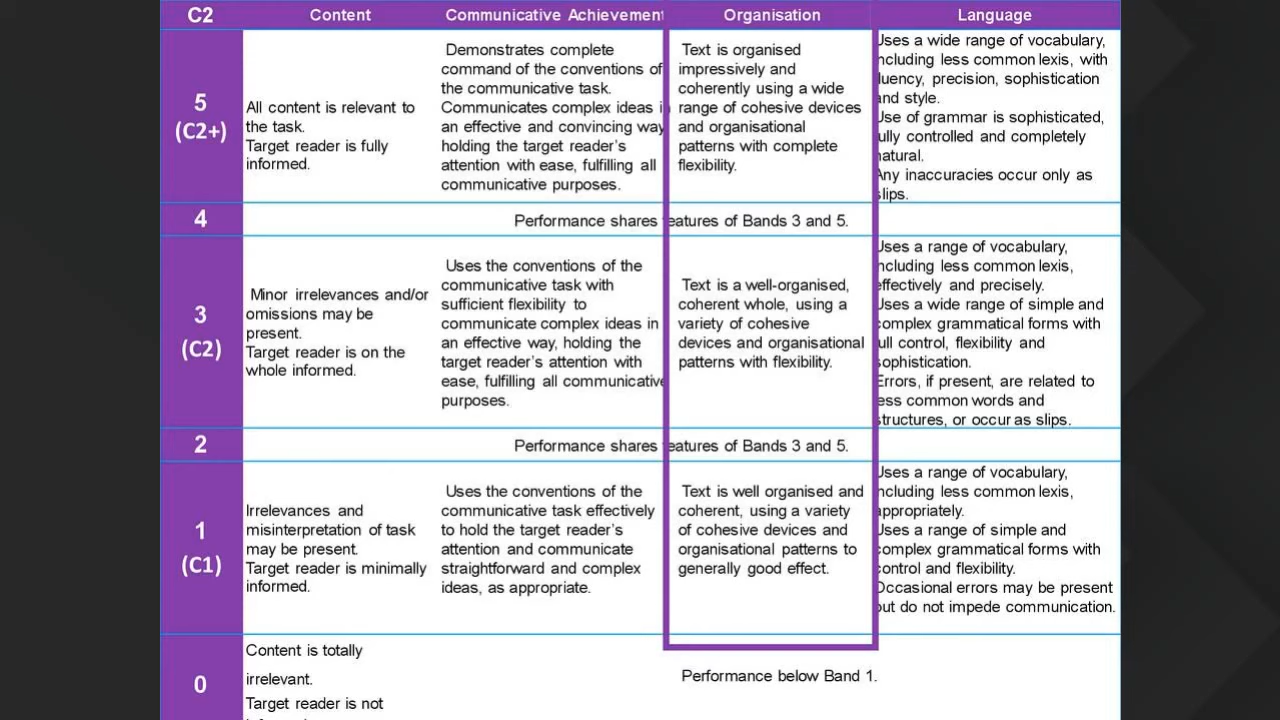 C2 Content Communicative Achievement Organisation Language
5
(C2+)
All content is relevant to
the task.
Target reader is fully
informed.
Demonstrates complete
command of the conventions of
the communicative task.
Communicates complex ideas in
an effective and convincing way
holding the target reader's
attention with ease, fulfilling all
communicative purposes.
Text is organised
impressively and
coherently using a wide
range of cohesive devices
and organisational
patterns with complete
flexibility.
Uses a wide range of vocabulary,
including less common lexis, with
fluency, precision, sophistication
and style.
Use of grammar is sophisticated,
fully controlled and completely
natural.
Any inaccuracies occur only as
slips.
4
Performance shares features of Bands 3 and 5.
3
(C2)
Minor irrelevances and/or
omissions may be
present.
Target reader is on the
whole informed.
Uses the conventions of the
communicative task with
sufficient flexibility to
communicate complex ideas in
an effective way, holding the
target reader's attention with
ease, fulfilling all communicative
purposes.
Text is a well-organised,
coherent whole, using a
variety of cohesive
devices and organisational
patterns with flexibility.
Uses a range of vocabulary,
including less common lexis,
effectively and precisely.
Uses a wide range of simple and
complex grammatical forms with
full control, flexibility and
sophistication.
Errors, if present, are related to
less common words and
structures, or occur as slips.
2
Performance shares features of Bands 3 and 5.
1
(C1)
Irrelevances and
misinterpretation of task
may be present.
Target reader is minimally
informed.
Uses the conventions of the
communicative task effectively
to hold the target reader's
attention and communicate
straightforward and complex
ideas, as appropriate.
Text is well organised and
coherent, using a variety
of cohesive devices and
organisational patterns to
generally good effect.
Uses a range of vocabulary,
including less common lexis,
appropriately.
Uses a range of simple and
complex grammatical forms with
control and flexibility.
Occasional errors may be present
but do not impede communication.
0
Content is totally
irrelevant.
Target reader is not
Performance below Band 1.